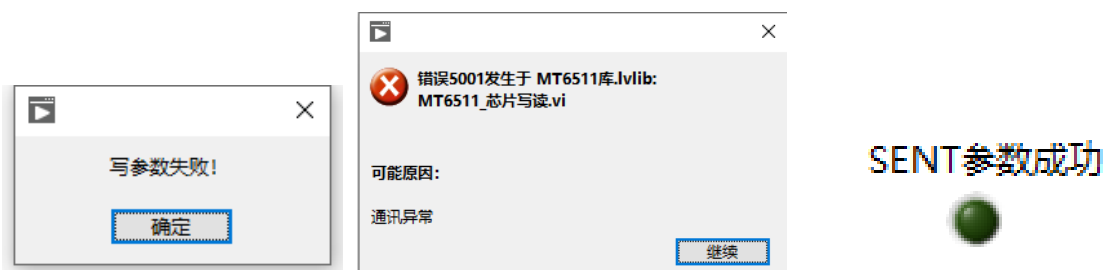 写参数失败!
确定
错误5001发生于 MT6511库.lvlib:
MT6511_芯片写读.vi
可能原因:
通讯异常
继续
SENT参数成功